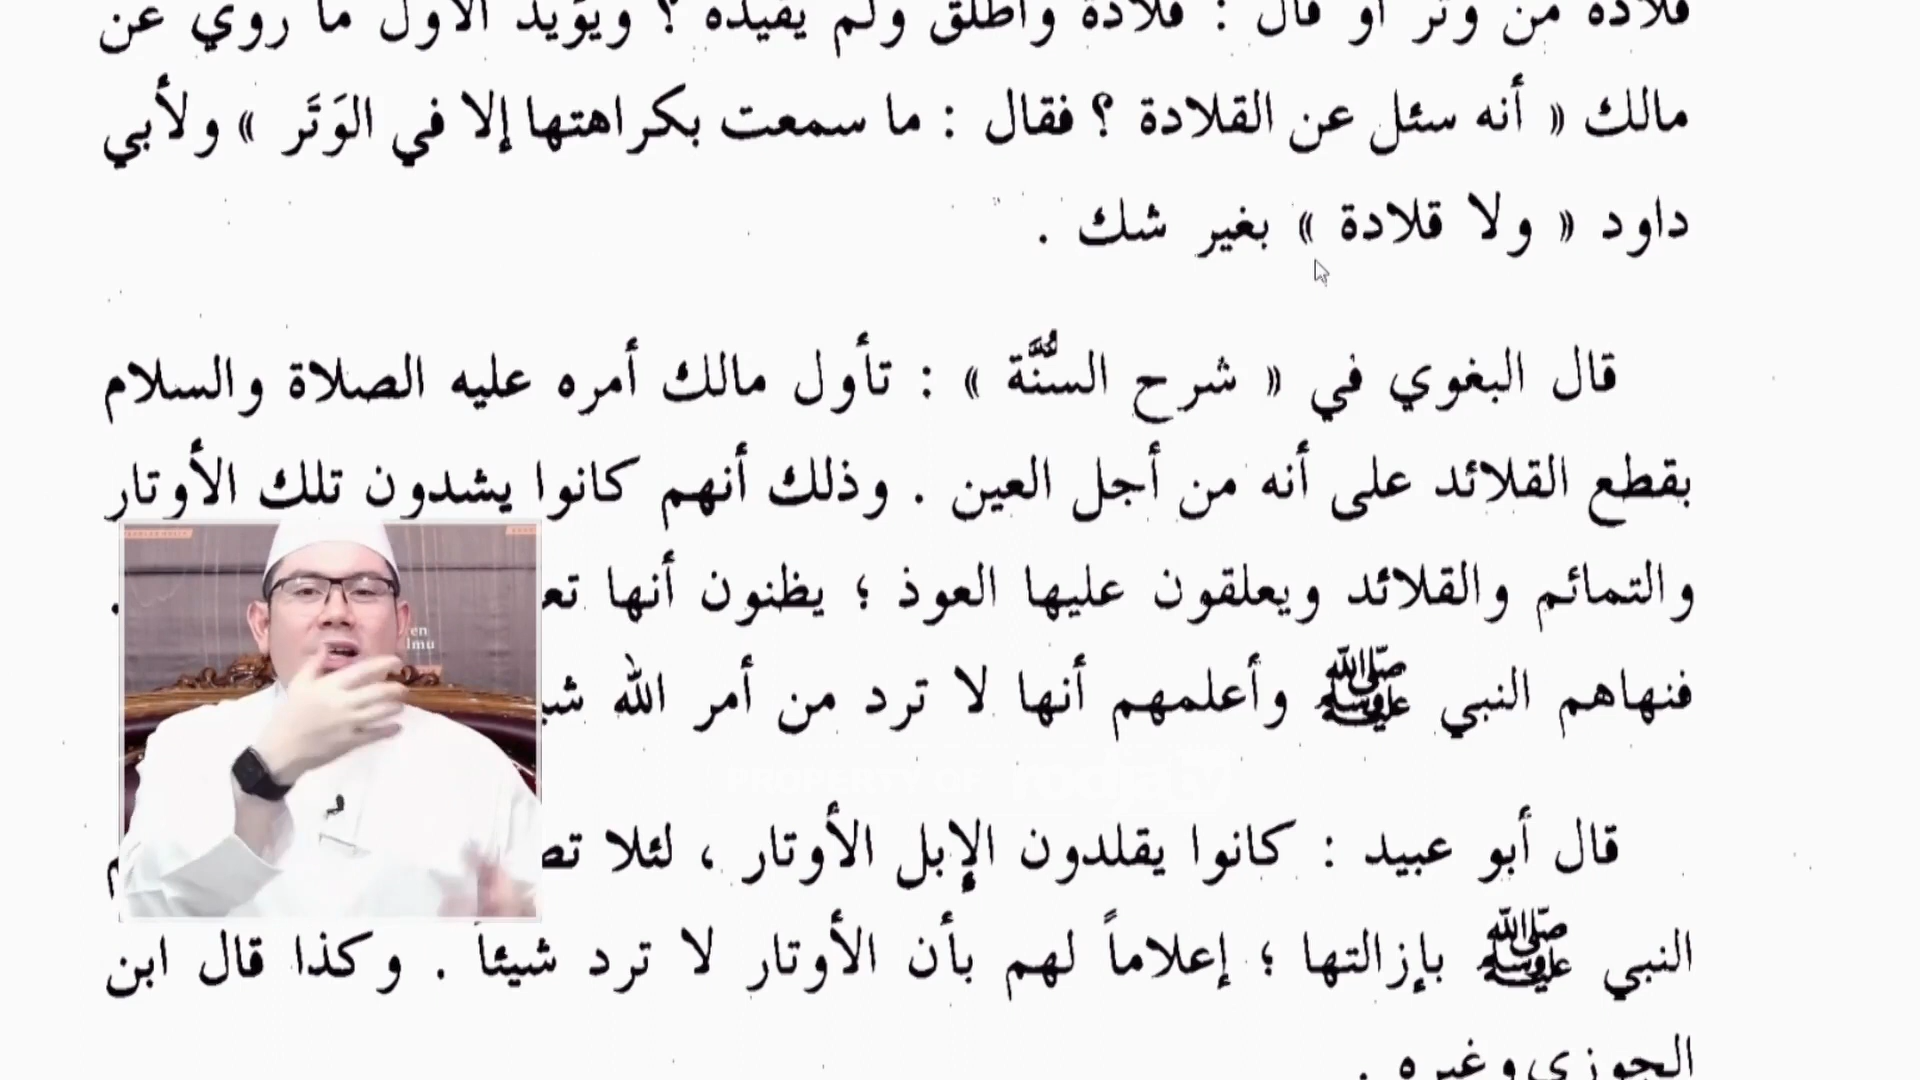 قلادة من وتر أو قال : قلادة وأطلق ولم يقيده ؟ ويؤيد الأول ما روي عن
مالك « أنه سئل عن القلادة ؟ فقال : ما سمعت بكراهتها إلا في الوَتَر » ولأبي
داود « ولا قلادة » بغير شك .
قال البغوي في « شرح السُّنَّة » : تأول مالك أمره عليه الصلاة والسلام
بقطع القلائد على أنه من أجل العين . وذلك أنهم كانوا يشدون تلك الأوتار
والتمائم والقلائد ويعلقون عليها العوذ ؛ يظنون أنها
فنهاهم النبي ﷺ وأعلمهم أنها لا ترد من أمر الله
قال أبو عبيد : كانوا يقلدون الإبل الأوتار ، لئلا
النبي ﷺ بإزالتها ؛ إعلاماً لهم بأن الأوتار لا ترد شيئاً . وكذا قال ابن
الجوزي وغيره .
PROPERTY OF rodja tv